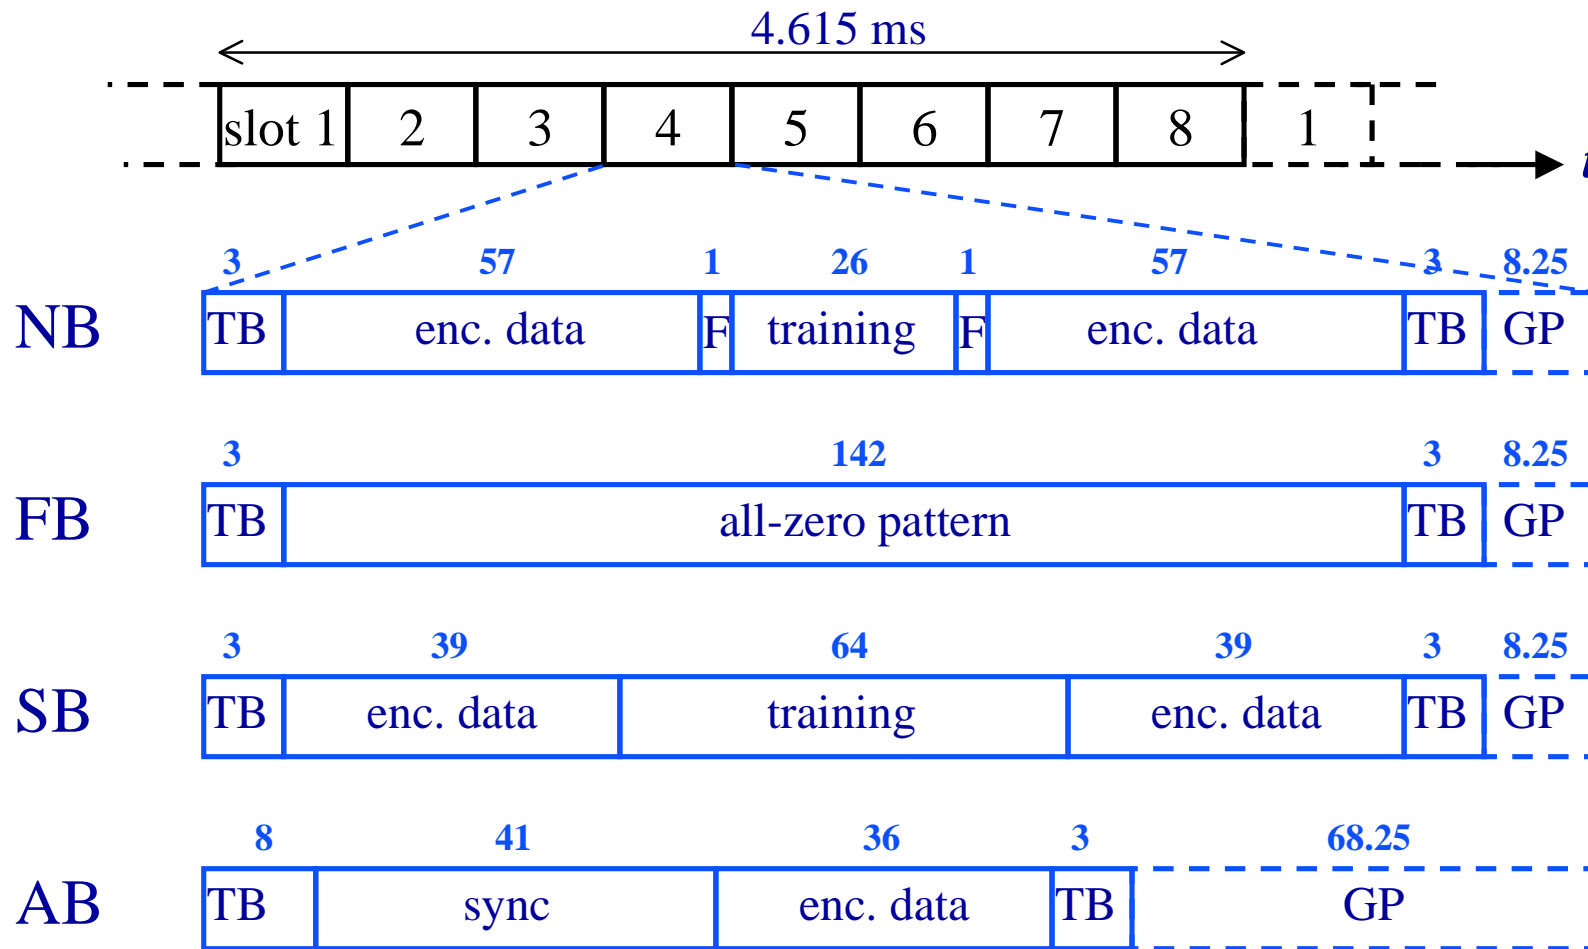 4.615 ms
slot 1 2 3 4 5 6 7 8 1
t
3 57 1 26 1 57 3 8.25
NB TB enc. data F training F enc. data TB GP
3 142 3 8.25
FB TB all-zero pattern TB GP
3 39 64 39 3 8.25
SB TB enc. data training enc. data TB GP
8 41 36 3 68.25
AB TB sync enc. data TB GP